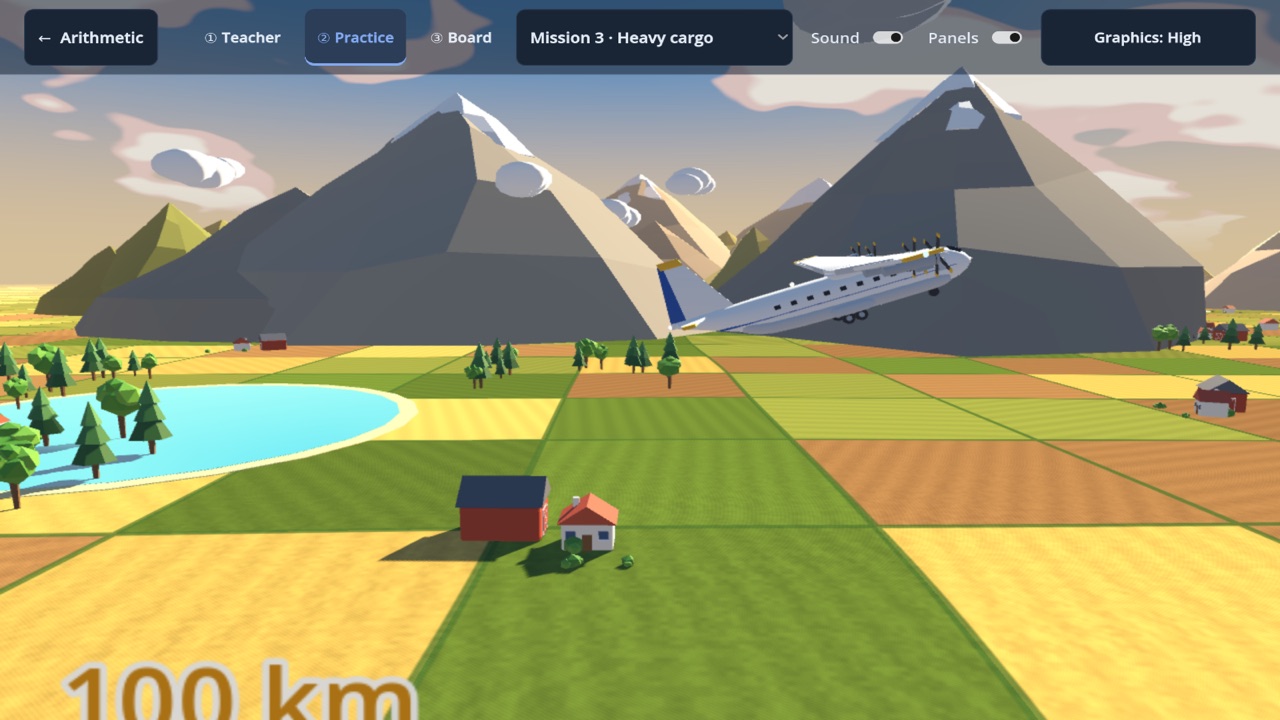 ← Arithmetic
① Teacher
② Practice
③ Board
Mission 3 · Heavy cargo
Sound
Panels
Graphics: High
100 km